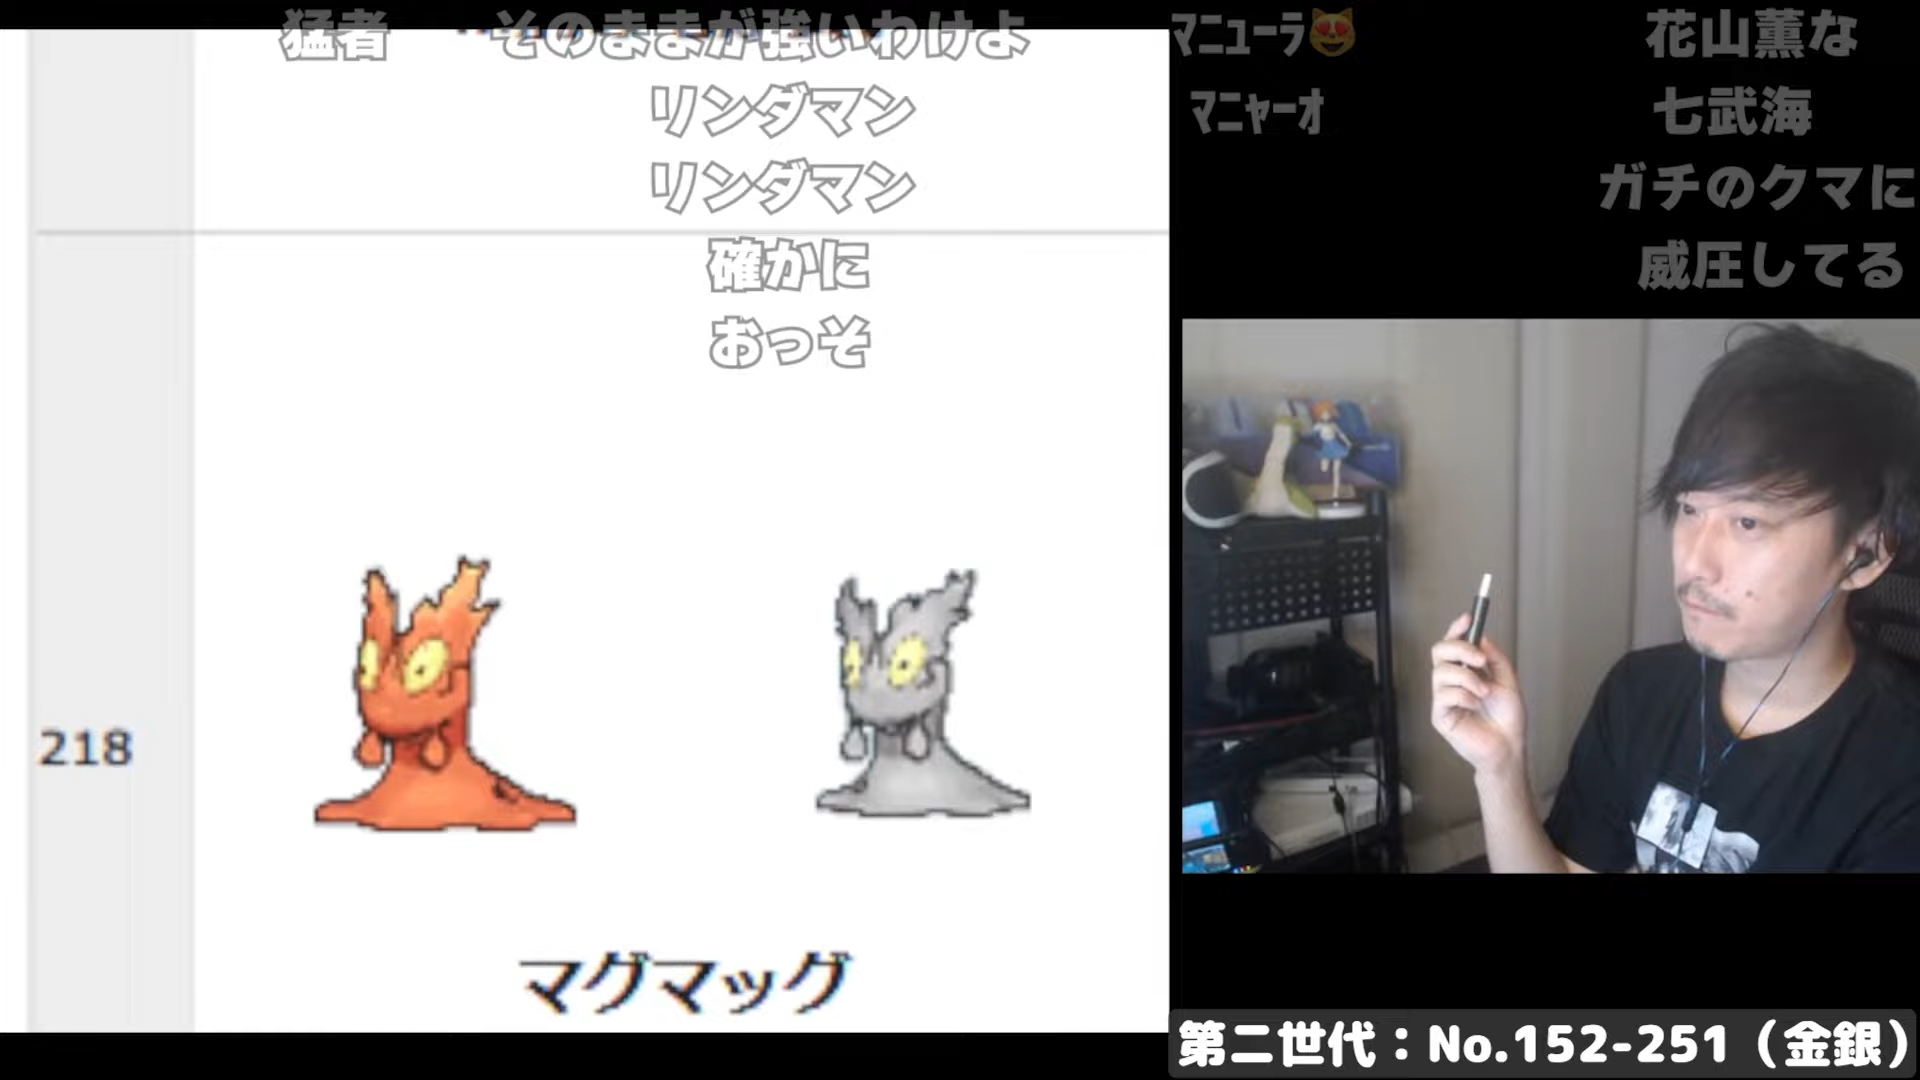 猛者 そのままが強いわけよ マニューラ 花山薫な
リンダマン マニャーオ 七武海
リンダマン ガチのクマに
確かに 威圧してる
おっそ
218
マグマッグ
第二世代：No.152-251（金銀）